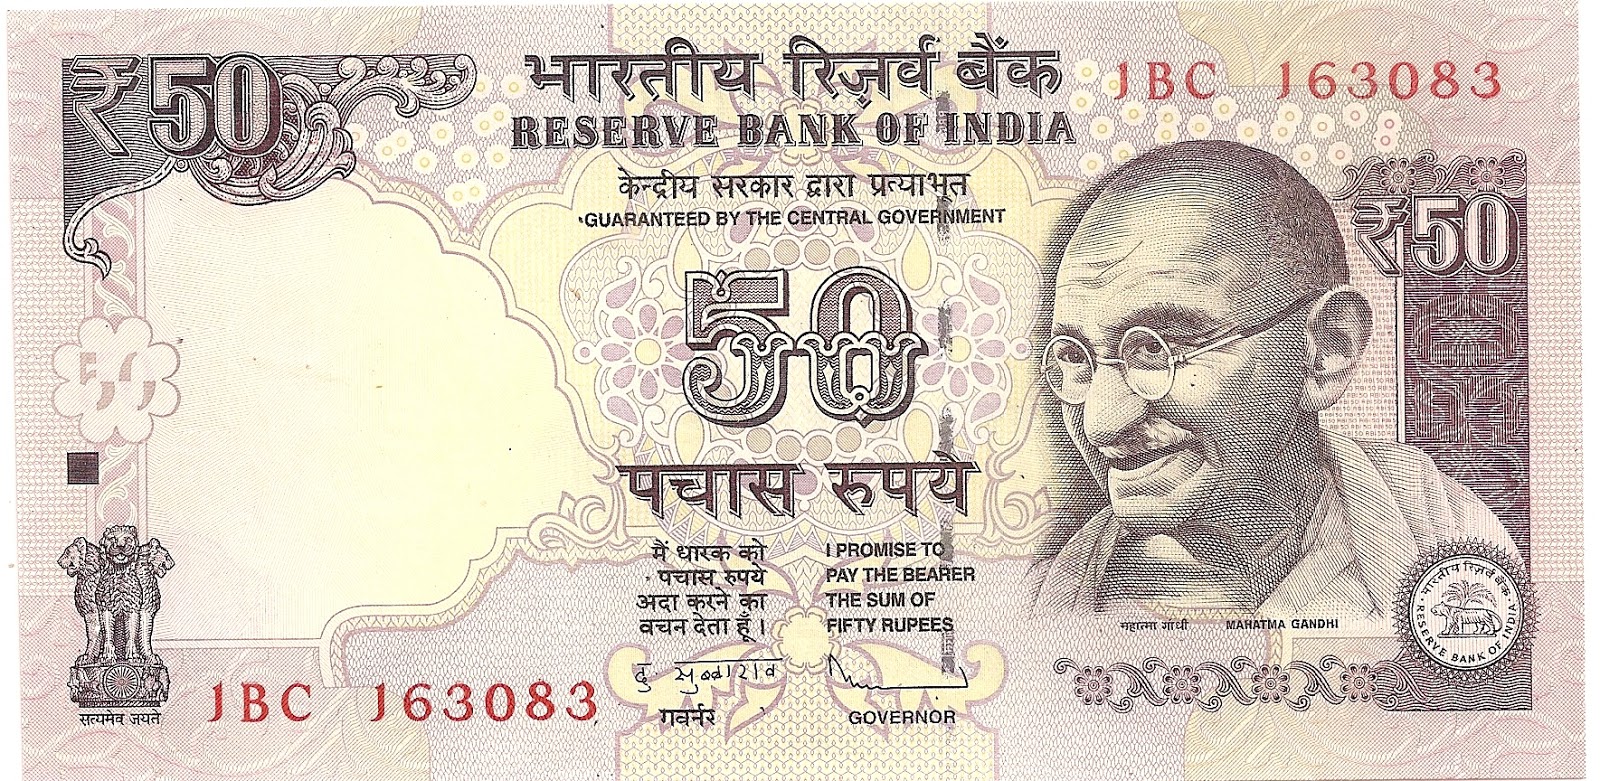 ₹50
भारतीय रिज़र्व बैंक
1BC 163083
RESERVE BANK OF INDIA
केन्द्रीय सरकार द्वारा प्रत्याभूत
GUARANTEED BY THE CENTRAL GOVERNMENT
₹50
50
पचास रुपये
मैं धारक को
पचास रुपये
अदा करने का
वचन देता हूँ।
I PROMISE TO
PAY THE BEARER
THE SUM OF
FIFTY RUPEES
दु सुब्बाराव
गवर्नर
GOVERNOR
महात्मा गांधी
MAHATMA GANDHI
भारतीय रिज़र्व बैंक
RESERVE BANK OF INDIA
सत्यमेव जयते
1BC 163083